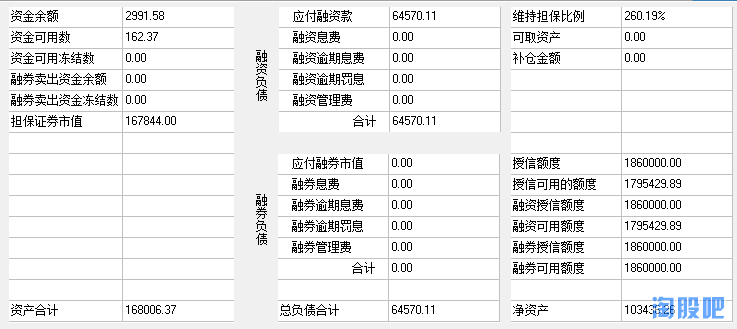 资金余额 2991.58 应付融资款 64570.11 维持担保比例 260.19%
资金可用数 162.37 融资息费 0.00 可取资产 0.00
资金可用冻结数 0.00 融资逾期息费 0.00 补仓金额 0.00
融券卖出资金余额 0.00 融资逾期罚息 0.00
融券卖出资金冻结数 0.00 融资管理费 0.00
担保证券市值 167844.00 合计 64570.11
融资负债
应付融券市值 0.00 授信额度 1860000.00
融券息费 0.00 授信可用的额度 1795429.89
融券逾期息费 0.00 融资授信额度 1860000.00
融券逾期罚息 0.00 融资可用额度 1795429.89
融券管理费 0.00 融券授信额度 1860000.00
合计 0.00 融券可用额度 1860000.00
融券负债
资产合计 168006.37 总负债合计 64570.11 净资产 103436.26
淘股吧